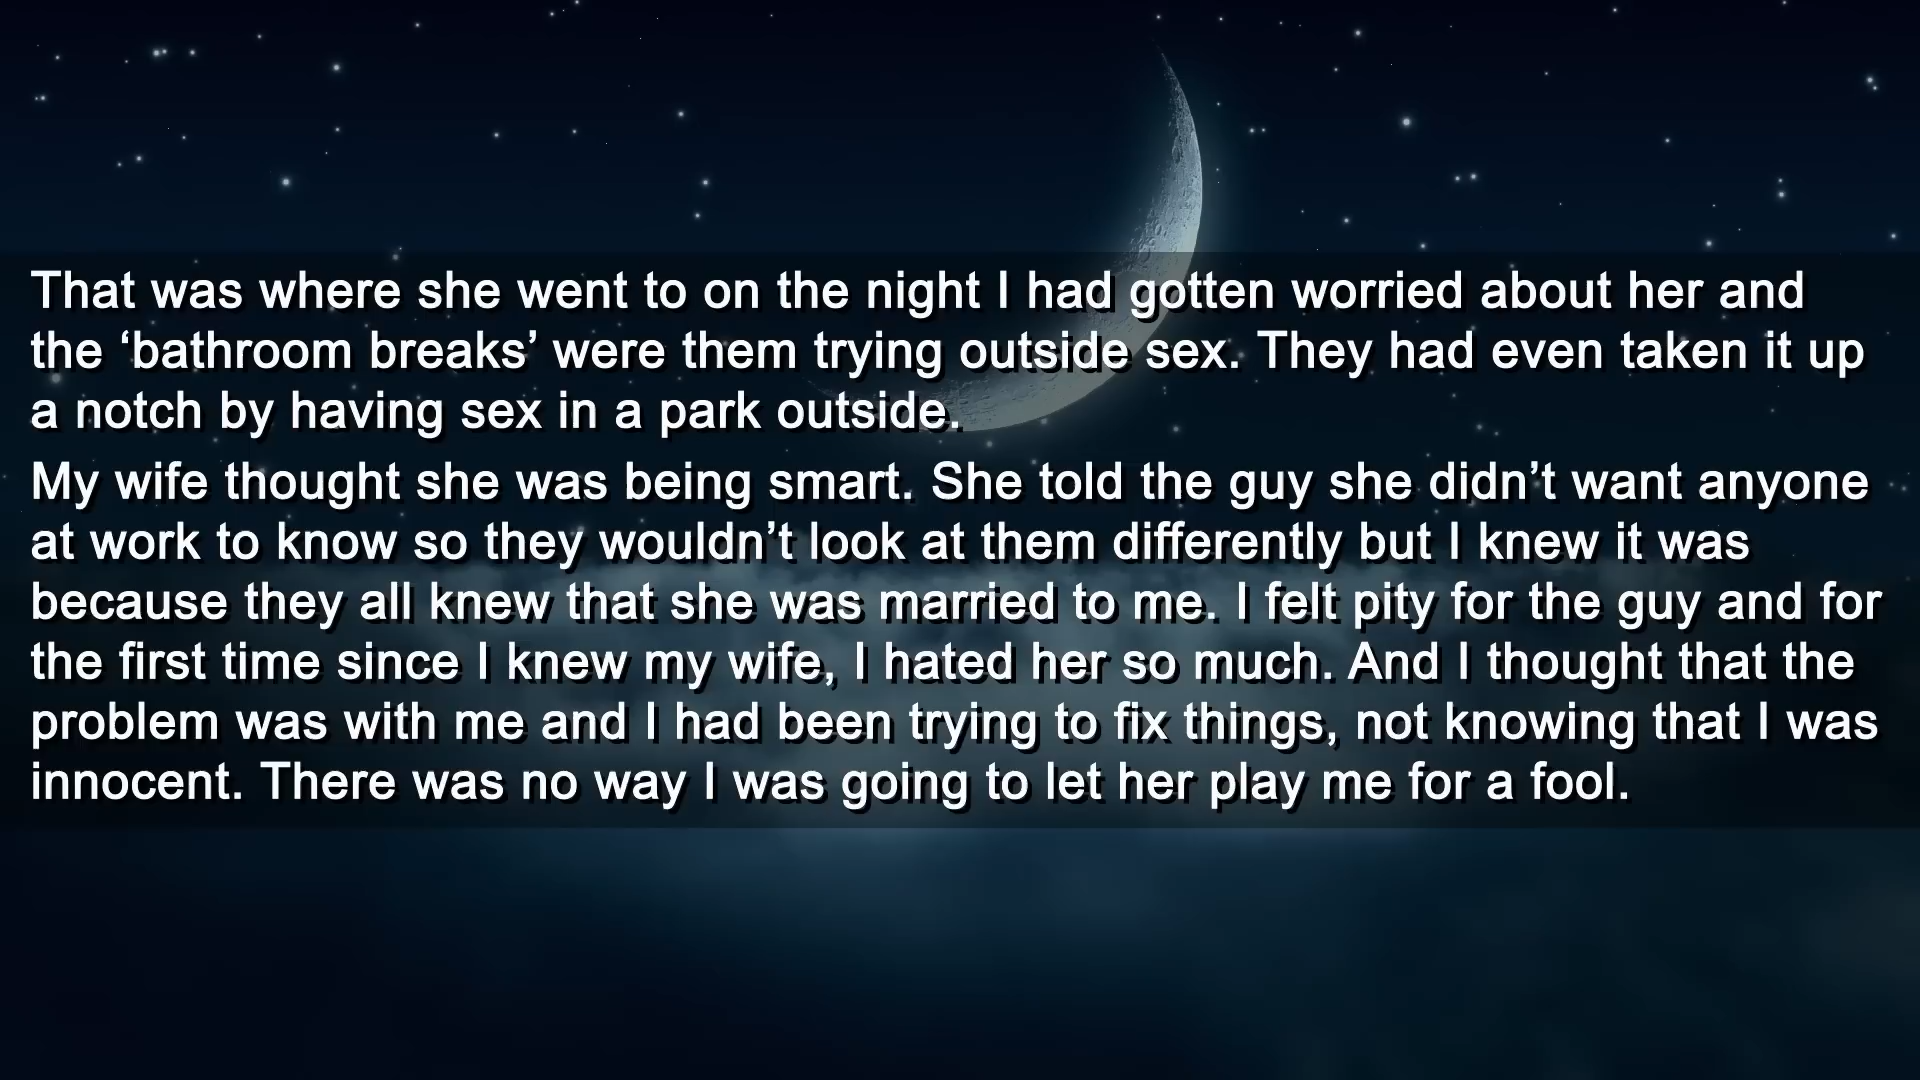 That was where she went to on the night I had gotten worried about her and
the ‘bathroom breaks’ were them trying outside sex. They had even taken it up
a notch by having sex in a park outside.
My wife thought she was being smart. She told the guy she didn’t want anyone
at work to know so they wouldn’t look at them differently but I knew it was
because they all knew that she was married to me. I felt pity for the guy and for
the first time since I knew my wife, I hated her so much. And I thought that the
problem was with me and I had been trying to fix things, not knowing that I was
innocent. There was no way I was going to let her play me for a fool.